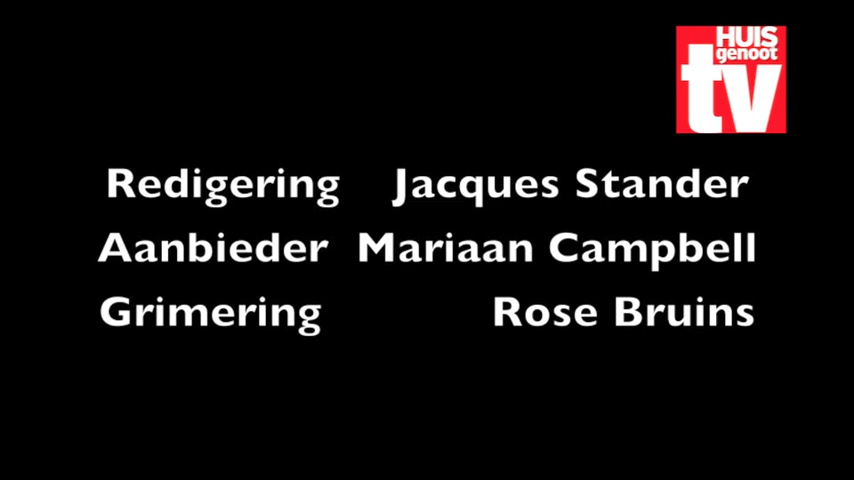 HUIS
genoot
tv
Redigering Jacques Stander
Aanbieder Mariaan Campbell
Grimering Rose Bruins